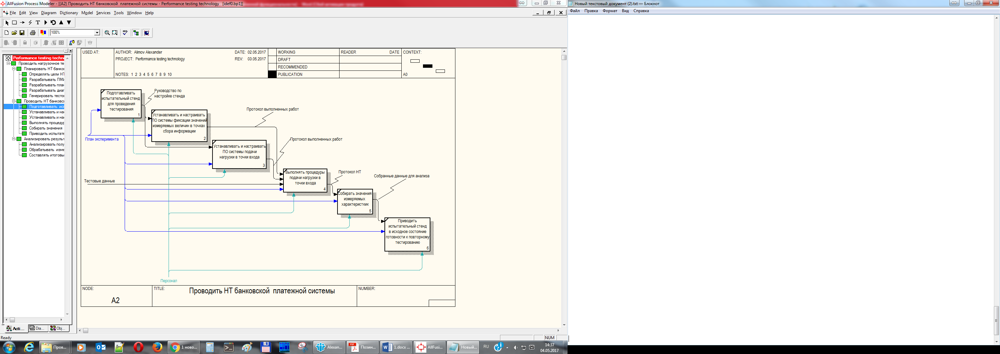 AllFusion Process Modeler - [(A2) Проводить НТ банковской  платежной системы - Performance testing technology   [idef0.bp1]]
File Edit View Diagram Dictionary Model Services Tools Window Help
100%
Performance testing techn
Проводить нагрузочное те
Планировать НТ банков
Определять цели НТ
Разрабатывать ПМИ
Разрабатывать план
Разрабатывать диаг
Генерировать тесто
Проводить НТ банковск
Подготавливать исп
Устанавливать и на
Устанавливать и на
Выполнять процедур
Собирать значения
Приводить испытате
Анализировать результ
Анализировать полу
Обрабатывать изме
Составлять итоговы
Acti... Dia... Obj...
USED AT:
AUTHOR: Alimov Alexander
DATE: 02.05.2017
PROJECT: Performance testing technology
REV: 03.05.2017
NOTES: 1 2 3 4 5 6 7 8 9 10
WORKING
DRAFT
RECOMMENDED
PUBLICATION
READER DATE
CONTEXT:
A0
Подготавливать
испытательный стенд
для проведения
тестирования
1
Руководство по
настройке стенда
Устанавливать и настраивать
ПО системы фиксации значений
измеряемых величин в точках
сбора информации
2
Протокол выполненных работ
План эксперимента
Устанавливать и настраивать
ПО системы подачи
нагрузки в точки входа
3
Протокол выполненных работ
Тестовые данные
Выполнять процедуры
подачи нагрузки в
точки входа
4
Протокол НТ
Собранные данные для анализа
Собирать значения
измеряемых
характеристкик
5
Приводить
испытательный стенд
в исходное состояние
готовности к повторному
тестированию
6
Персонал
NODE:
A2
TITLE:
Проводить НТ банковской  платежной системы
NUMBER:
Ready
NUM
Новый текстовый документ (2).txt — Блокнот
Файл Правка Формат Вид Справка
Пров...
1 ново...
Alexan...
Позин...
1.docx ...
AllFusi...
Новый...
RU
14:37
04.05.2017